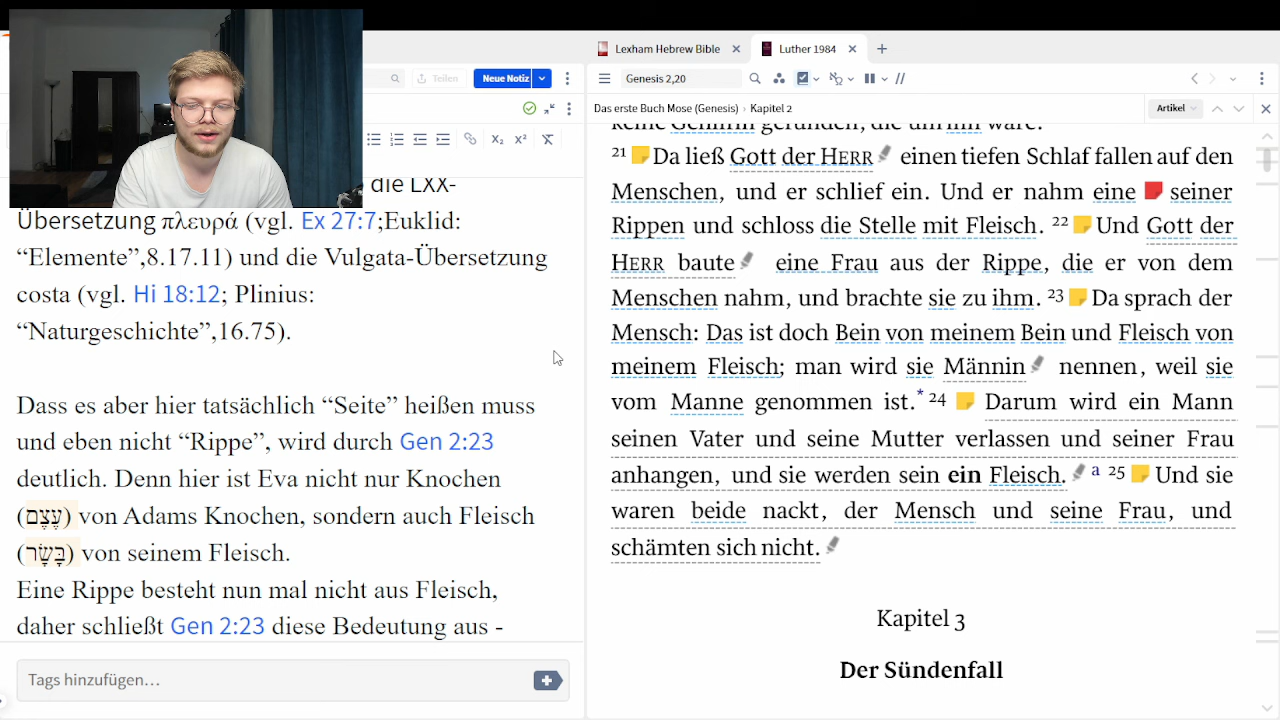 Teilen
Neue Notiz
die LXX-
Übersetzung πλευρά (vgl. Ex 27:7;Euklid:
“Elemente”,8.17.11) und die Vulgata-Übersetzung
costa (vgl. Hi 18:12; Plinius:
“Naturgeschichte”,16.75).
Dass es aber hier tatsächlich “Seite” heißen muss
und eben nicht “Rippe”, wird durch Gen 2:23
deutlich. Denn hier ist Eva nicht nur Knochen
(עֶצֶם) von Adams Knochen, sondern auch Fleisch
(בָּשָׂר) von seinem Fleisch.
Eine Rippe besteht nun mal nicht aus Fleisch,
daher schließt Gen 2:23 diese Bedeutung aus -
Tags hinzufügen…
Lexham Hebrew Bible
Luther 1984
Genesis 2,20
Das erste Buch Mose (Genesis) › Kapitel 2
Artikel
keine Gehilfin gefunden, die um ihn wäre.
21 Da ließ Gott der HERR einen tiefen Schlaf fallen auf den
Menschen, und er schlief ein. Und er nahm eine seiner
Rippen und schloss die Stelle mit Fleisch. 22 Und Gott der
HERR baute eine Frau aus der Rippe, die er von dem
Menschen nahm, und brachte sie zu ihm. 23 Da sprach der
Mensch: Das ist doch Bein von meinem Bein und Fleisch von
meinem Fleisch; man wird sie Männin nennen, weil sie
vom Manne genommen ist.* 24 Darum wird ein Mann
seinen Vater und seine Mutter verlassen und seiner Frau
anhangen, und sie werden sein ein Fleisch. a 25 Und sie
waren beide nackt, der Mensch und seine Frau, und
schämten sich nicht.
Kapitel 3
Der Sündenfall